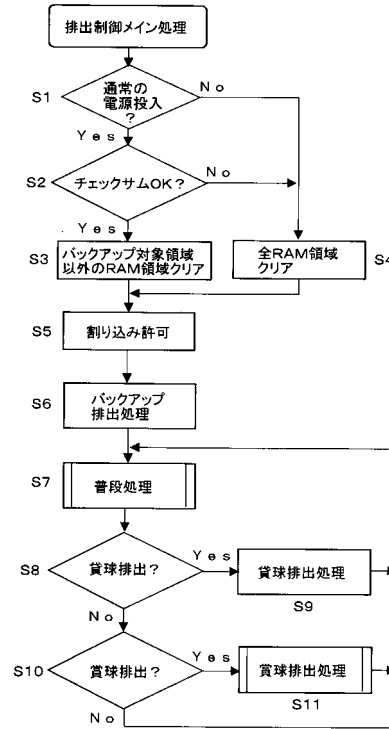 排出制御メイン処理
S1
通常の
電源投入
?
No
Yes
S2
チェックサムOK?
No
Yes
S3
バックアップ対象領域
以外のRAM領域クリア
全RAM領域
クリア
S4
S5
割り込み許可
S6
バックアップ
排出処理
S7
普段処理
S8
貸球排出?
Yes
貸球排出処理
S9
No
S10
賞球排出?
Yes
賞球排出処理
S11
No